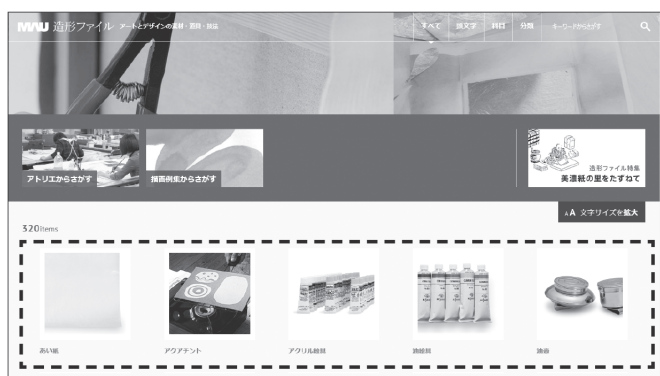 MAU 造形ファイル アートとデザインの素材・道具・技法
すべて 頭文字 科目 分類 キーワードからさがす
アトリエからさがす
描画例集からさがす
造形ファイル特集
美濃紙の里をたずねて
AA 文字サイズを拡大
320items
あい紙
アクアチント
アクリル絵具
油絵具
油壺